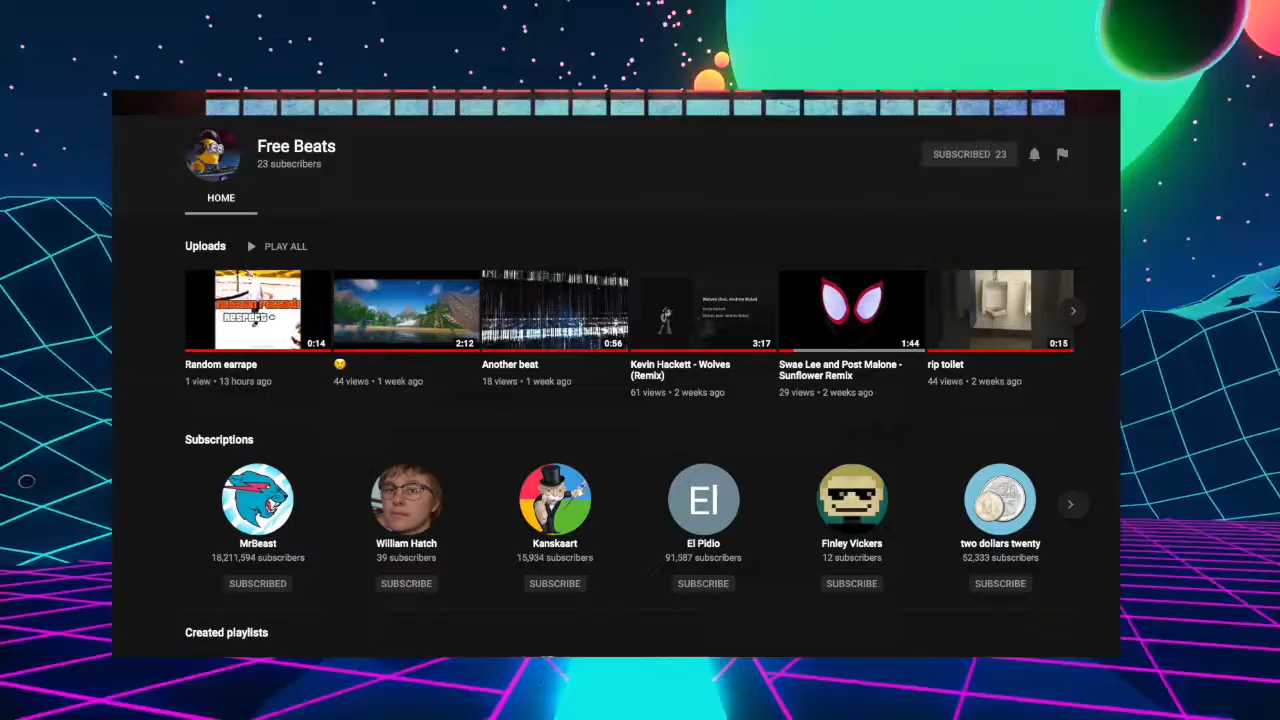 Free Beats
23 subscribers
SUBSCRIBED 23
HOME
Uploads
PLAY ALL
RESPECT
0:14
2:12
0:56
3:17
1:44
0:15
Random earrape
Another beat
Kevin Hackett - Wolves
(Remix)
Swae Lee and Post Malone -
Sunflower Remix
rip toilet
1 view • 13 hours ago
44 views • 1 week ago
18 views • 1 week ago
61 views • 2 weeks ago
29 views • 2 weeks ago
44 views • 2 weeks ago
Subscriptions
El
MrBeast
William Hatch
Kanskaart
El Pidio
Finley Vickers
two dollars twenty
18,211,594 subscribers
39 subscribers
15,934 subscribers
91,587 subscribers
12 subscribers
52,333 subscribers
SUBSCRIBED
SUBSCRIBE
SUBSCRIBE
SUBSCRIBE
SUBSCRIBE
SUBSCRIBE
Created playlists